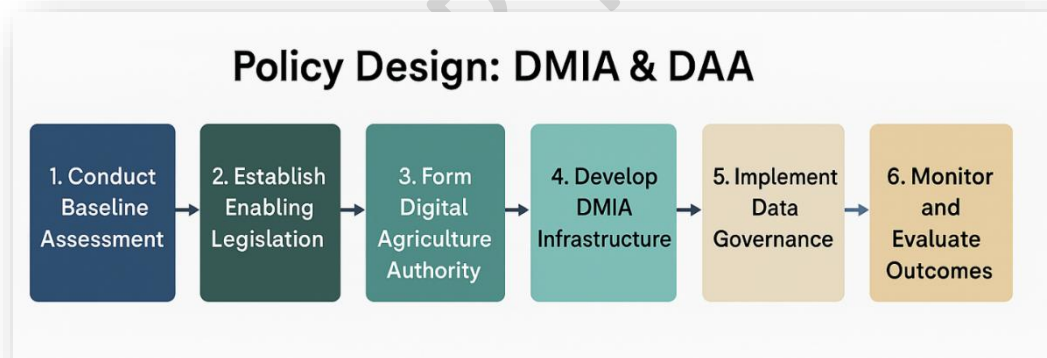 Policy Design: DMIA & DAA
1. Conduct
Baseline
Assessment
2. Establish
Enabling
Legislation
3. Form
Digital
Agriculture
Authority
4. Develop
DMIA
Infrastructure
5. Implement
Data
Governance
6. Monitor
and
Evaluate
Outcomes